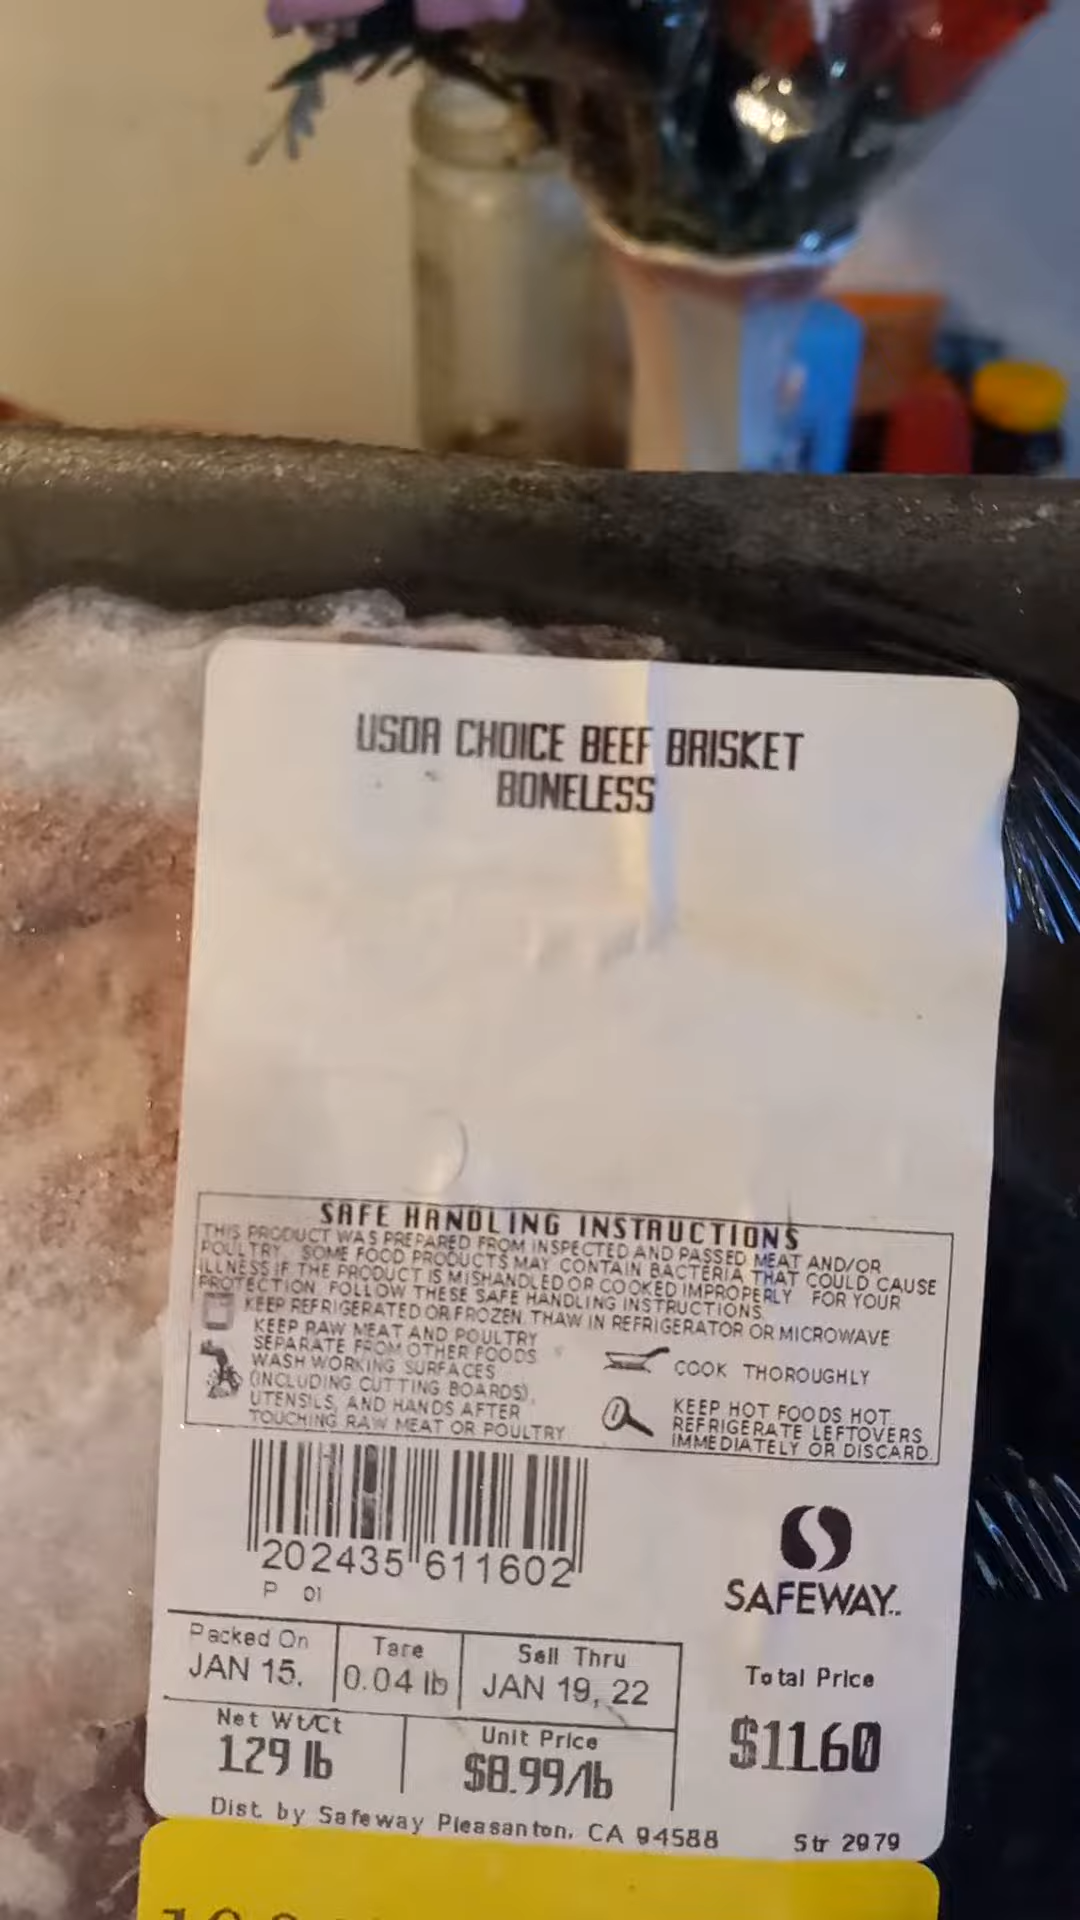 USDA CHOICE BEEF BRISKET
BONELESS
SAFE HANDLING INSTRUCTIONS
THIS PRODUCT WAS PREPARED FROM INSPECTED AND PASSED MEAT AND/OR
POULTRY. SOME FOOD PRODUCTS MAY CONTAIN BACTERIA THAT COULD CAUSE
ILLNESS IF THE PRODUCT IS MISHANDLED OR COOKED IMPROPERLY. FOR YOUR
PROTECTION, FOLLOW THESE SAFE HANDLING INSTRUCTIONS.
KEEP REFRIGERATED OR FROZEN. THAW IN REFRIGERATOR OR MICROWAVE
KEEP RAW MEAT AND POULTRY
SEPARATE FROM OTHER FOODS
WASH WORKING SURFACES
(INCLUDING CUTTING BOARDS),
UTENSILS, AND HANDS AFTER
TOUCHING RAW MEAT OR POULTRY
COOK THOROUGHLY
KEEP HOT FOODS HOT.
REFRIGERATE LEFTOVERS
IMMEDIATELY OR DISCARD.
202435 611602
P 01
SAFEWAY
Packed On
JAN 15,
Tare
0.04 lb
Sell Thru
JAN 19, 22
Net Wt/Ct
1.29 lb
Unit Price
$8.99/lb
Total Price
$11.60
Dist. by Safeway Pleasanton, CA 94588
Str 2979